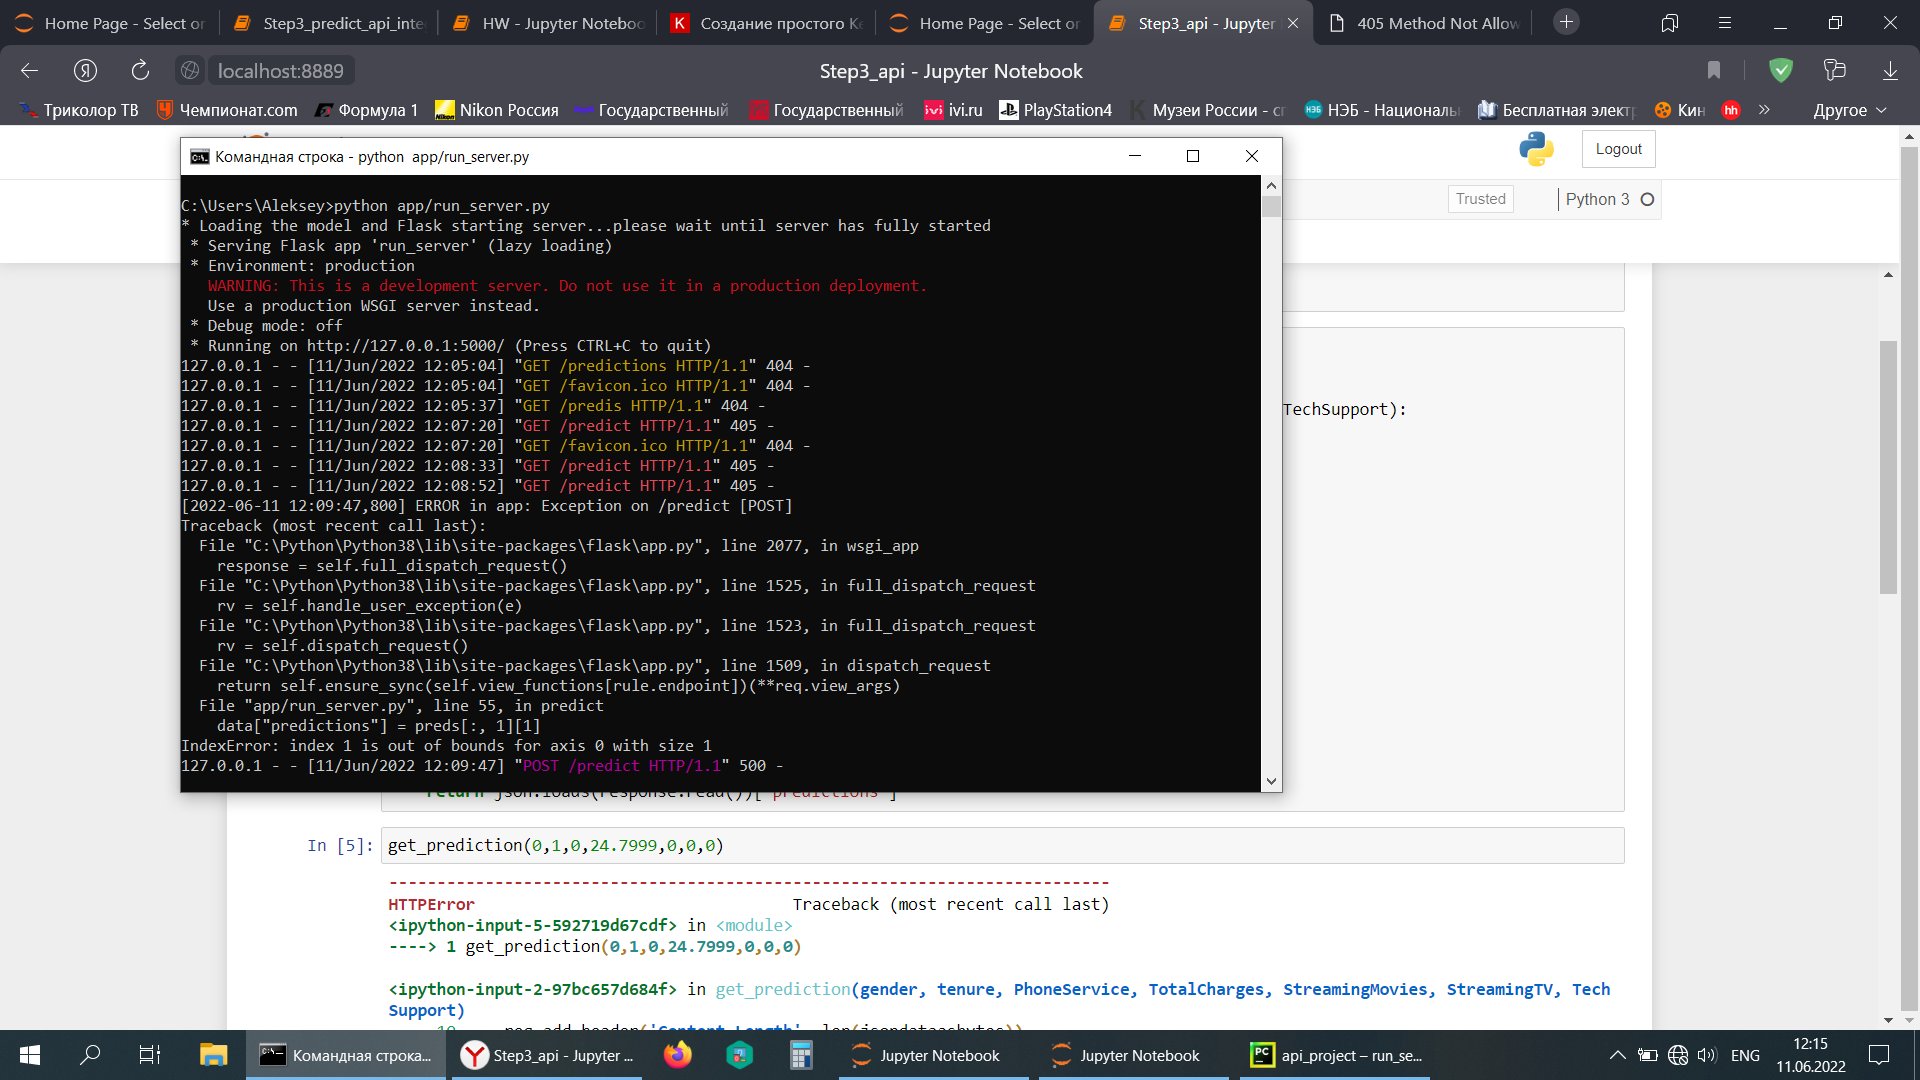 Home Page - Select or
Step3_predict_api_inte
HW - Jupyter Noteboo
K Создание простого Ke
Home Page - Select or
Step3_api - Jupyter
405 Method Not Allow
localhost:8889
Step3_api - Jupyter Notebook
Триколор ТВ
Чемпионат.com
Формула 1
Nikon Россия
Государственный
Государственный
ivi ivi.ru
PlayStation4
Музеи России - сп
НЭБ - Националы
Бесплатная электр
Кин
hh
»
Другое
Logout
Trusted
Python 3
Командная строка - python  app/run_server.py
C:\Users\Aleksey>python app/run_server.py
* Loading the model and Flask starting server...please wait until server has fully started
 * Serving Flask app 'run_server' (lazy loading)
 * Environment: production
   WARNING: This is a development server. Do not use it in a production deployment.
   Use a production WSGI server instead.
 * Debug mode: off
 * Running on http://127.0.0.1:5000/ (Press CTRL+C to quit)
127.0.0.1 - - [11/Jun/2022 12:05:04] "GET /predictions HTTP/1.1" 404 -
127.0.0.1 - - [11/Jun/2022 12:05:04] "GET /favicon.ico HTTP/1.1" 404 -
127.0.0.1 - - [11/Jun/2022 12:05:37] "GET /predis HTTP/1.1" 404 -
127.0.0.1 - - [11/Jun/2022 12:07:20] "GET /predict HTTP/1.1" 405 -
127.0.0.1 - - [11/Jun/2022 12:07:20] "GET /favicon.ico HTTP/1.1" 404 -
127.0.0.1 - - [11/Jun/2022 12:08:33] "GET /predict HTTP/1.1" 405 -
127.0.0.1 - - [11/Jun/2022 12:08:52] "GET /predict HTTP/1.1" 405 -
[2022-06-11 12:09:47,800] ERROR in app: Exception on /predict [POST]
Traceback (most recent call last):
  File "C:\Python\Python38\lib\site-packages\flask\app.py", line 2077, in wsgi_app
    response = self.full_dispatch_request()
  File "C:\Python\Python38\lib\site-packages\flask\app.py", line 1525, in full_dispatch_request
    rv = self.handle_user_exception(e)
  File "C:\Python\Python38\lib\site-packages\flask\app.py", line 1523, in full_dispatch_request
    rv = self.dispatch_request()
  File "C:\Python\Python38\lib\site-packages\flask\app.py", line 1509, in dispatch_request
    return self.ensure_sync(self.view_functions[rule.endpoint])(**req.view_args)
  File "app/run_server.py", line 55, in predict
    data["predictions"] = preds[:, 1][1]
IndexError: index 1 is out of bounds for axis 0 with size 1
127.0.0.1 - - [11/Jun/2022 12:09:47] "POST /predict HTTP/1.1" 500 -
TechSupport):
return json.loads(response.read())['predictions']
In [5]: get_prediction(0,1,0,24.7999,0,0,0)
---------------------------------------------------------------------------
HTTPError                                 Traceback (most recent call last)
<ipython-input-5-592719d67cdf> in <module>
----> 1 get_prediction(0,1,0,24.7999,0,0,0)
<ipython-input-2-97bc657d684f> in get_prediction(gender, tenure, PhoneService, TotalCharges, StreamingMovies, StreamingTV, Tech
Support)
10     req.add_header('Content-Length', len(jsondataasbytes))
Командная строка...
Step3_api - Jupyter ...
Jupyter Notebook
Jupyter Notebook
PC api_project – run_se...
ENG
12:15
11.06.2022